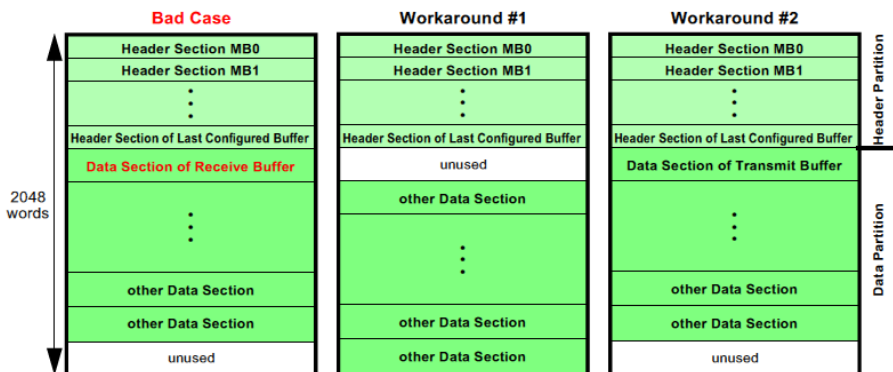 Bad Case
Workaround #1
Workaround #2
2048
words
Header Section MB0
Header Section MB1
Header Section of Last Configured Buffer
Data Section of Receive Buffer
other Data Section
other Data Section
unused
Header Section MB0
Header Section MB1
Header Section of Last Configured Buffer
unused
other Data Section
other Data Section
other Data Section
Header Section MB0
Header Section MB1
Header Section of Last Configured Buffer
Data Section of Transmit Buffer
other Data Section
other Data Section
unused
Header Partition
Data Partition